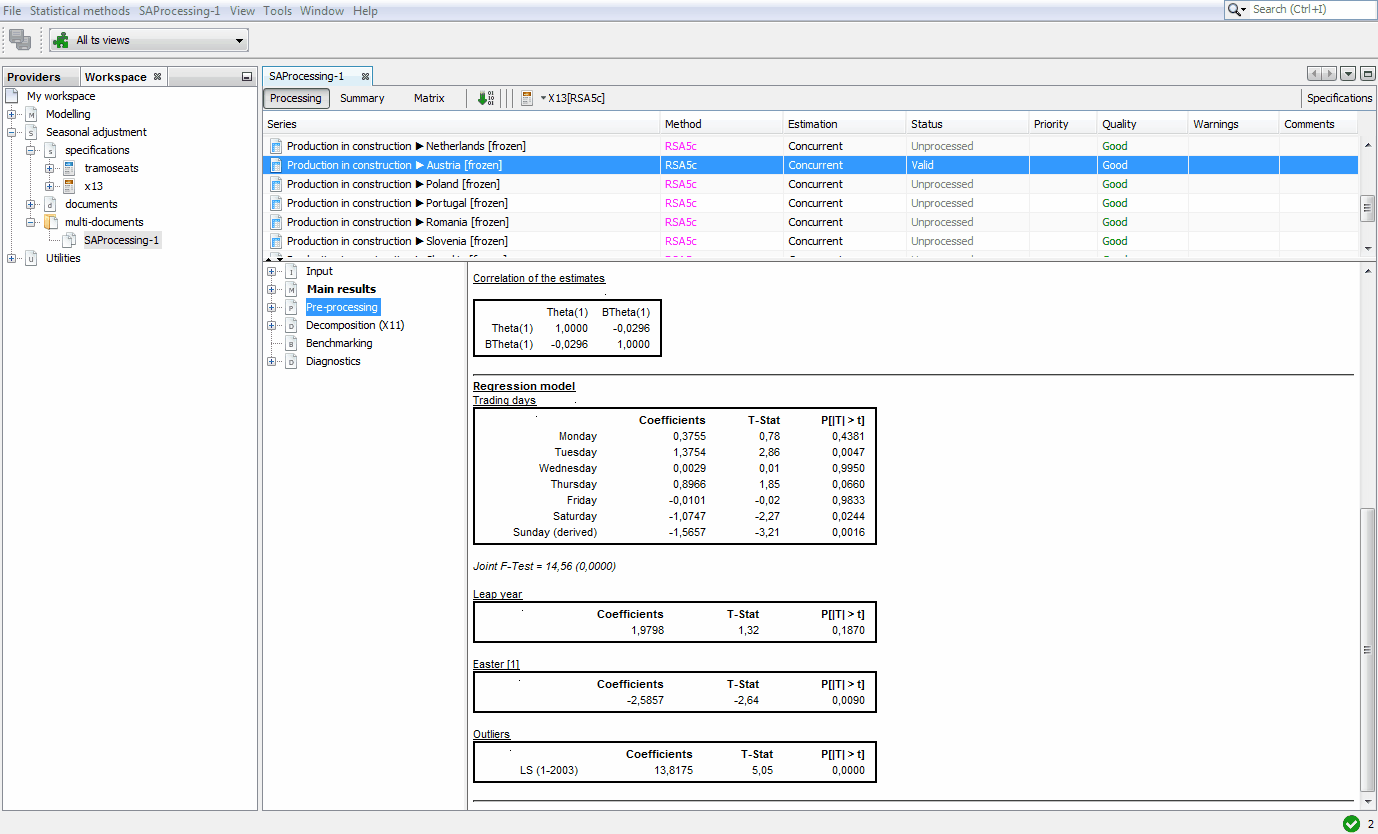 File Statistical methods SAProcessing-1 View Tools Window Help
Search (Ctrl+I)
All ts views
Providers Workspace
My workspace
Modelling
Seasonal adjustment
specifications
tramoseats
x13
documents
multi-documents
SAProcessing-1
Utilities
SAProcessing-1
Processing Summary Matrix X13[RSA5c] Specifications
Series Method Estimation Status Priority Quality Warnings Comments
Production in construction ▶ Netherlands [frozen] RSA5c Concurrent Unprocessed Good
Production in construction ▶ Austria [frozen] RSA5c Concurrent Valid Good
Production in construction ▶ Poland [frozen] RSA5c Concurrent Unprocessed Good
Production in construction ▶ Portugal [frozen] RSA5c Concurrent Unprocessed Good
Production in construction ▶ Romania [frozen] RSA5c Concurrent Unprocessed Good
Production in construction ▶ Slovenia [frozen] RSA5c Concurrent Unprocessed Good
Input
Main results
Pre-processing
Decomposition (X11)
Benchmarking
Diagnostics
Correlation of the estimates
Theta(1) BTheta(1)
Theta(1) 1,0000 -0,0296
BTheta(1) -0,0296 1,0000
Regression model
Trading days
Coefficients T-Stat P[|T| > t]
Monday 0,3755 0,78 0,4381
Tuesday 1,3754 2,86 0,0047
Wednesday 0,0029 0,01 0,9950
Thursday 0,8966 1,85 0,0660
Friday -0,0101 -0,02 0,9833
Saturday -1,0747 -2,27 0,0244
Sunday (derived) -1,5657 -3,21 0,0016
Joint F-Test = 14,56 (0,0000)
Leap year
Coefficients T-Stat P[|T| > t]
1,9798 1,32 0,1870
Easter [1]
Coefficients T-Stat P[|T| > t]
-2,5857 -2,64 0,0090
Outliers
Coefficients T-Stat P[|T| > t]
LS (1-2003) 13,8175 5,05 0,0000
2